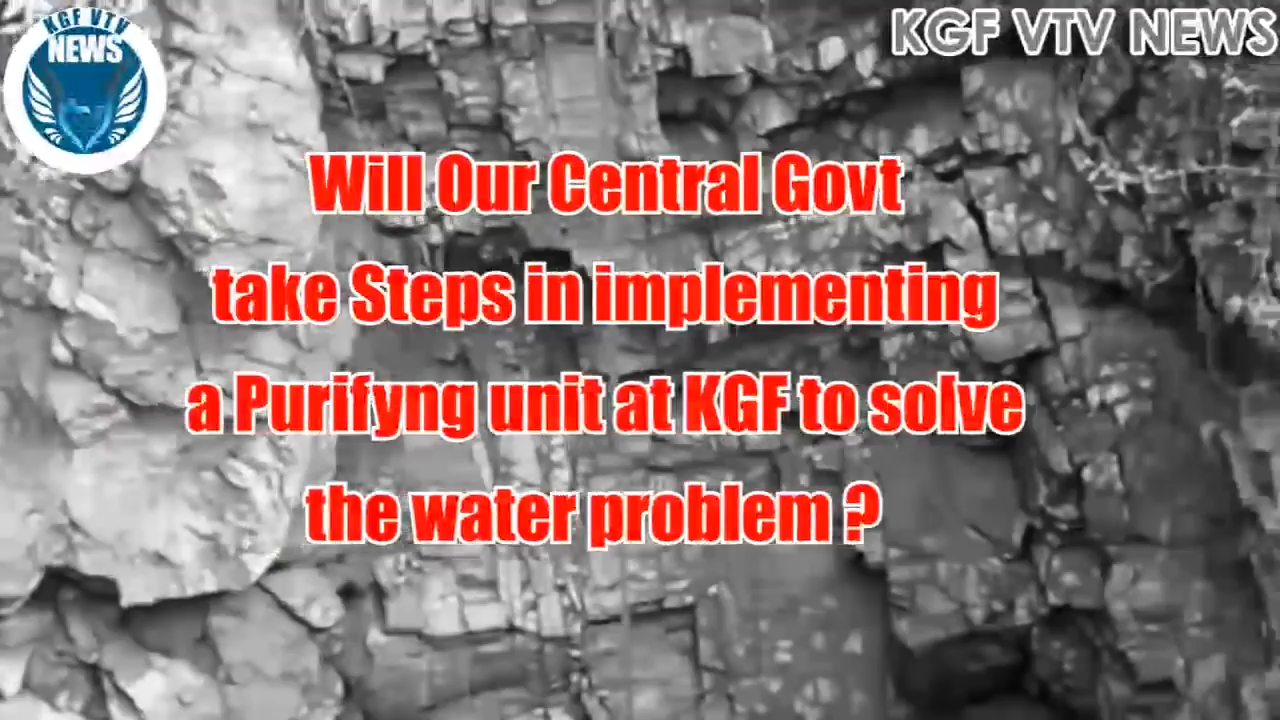 KGF VTV
NEWS
KGF VTV NEWS
Will Our Central Govt
take Steps in implementing
a Purifyng unit at KGF to solve
the water problem ?